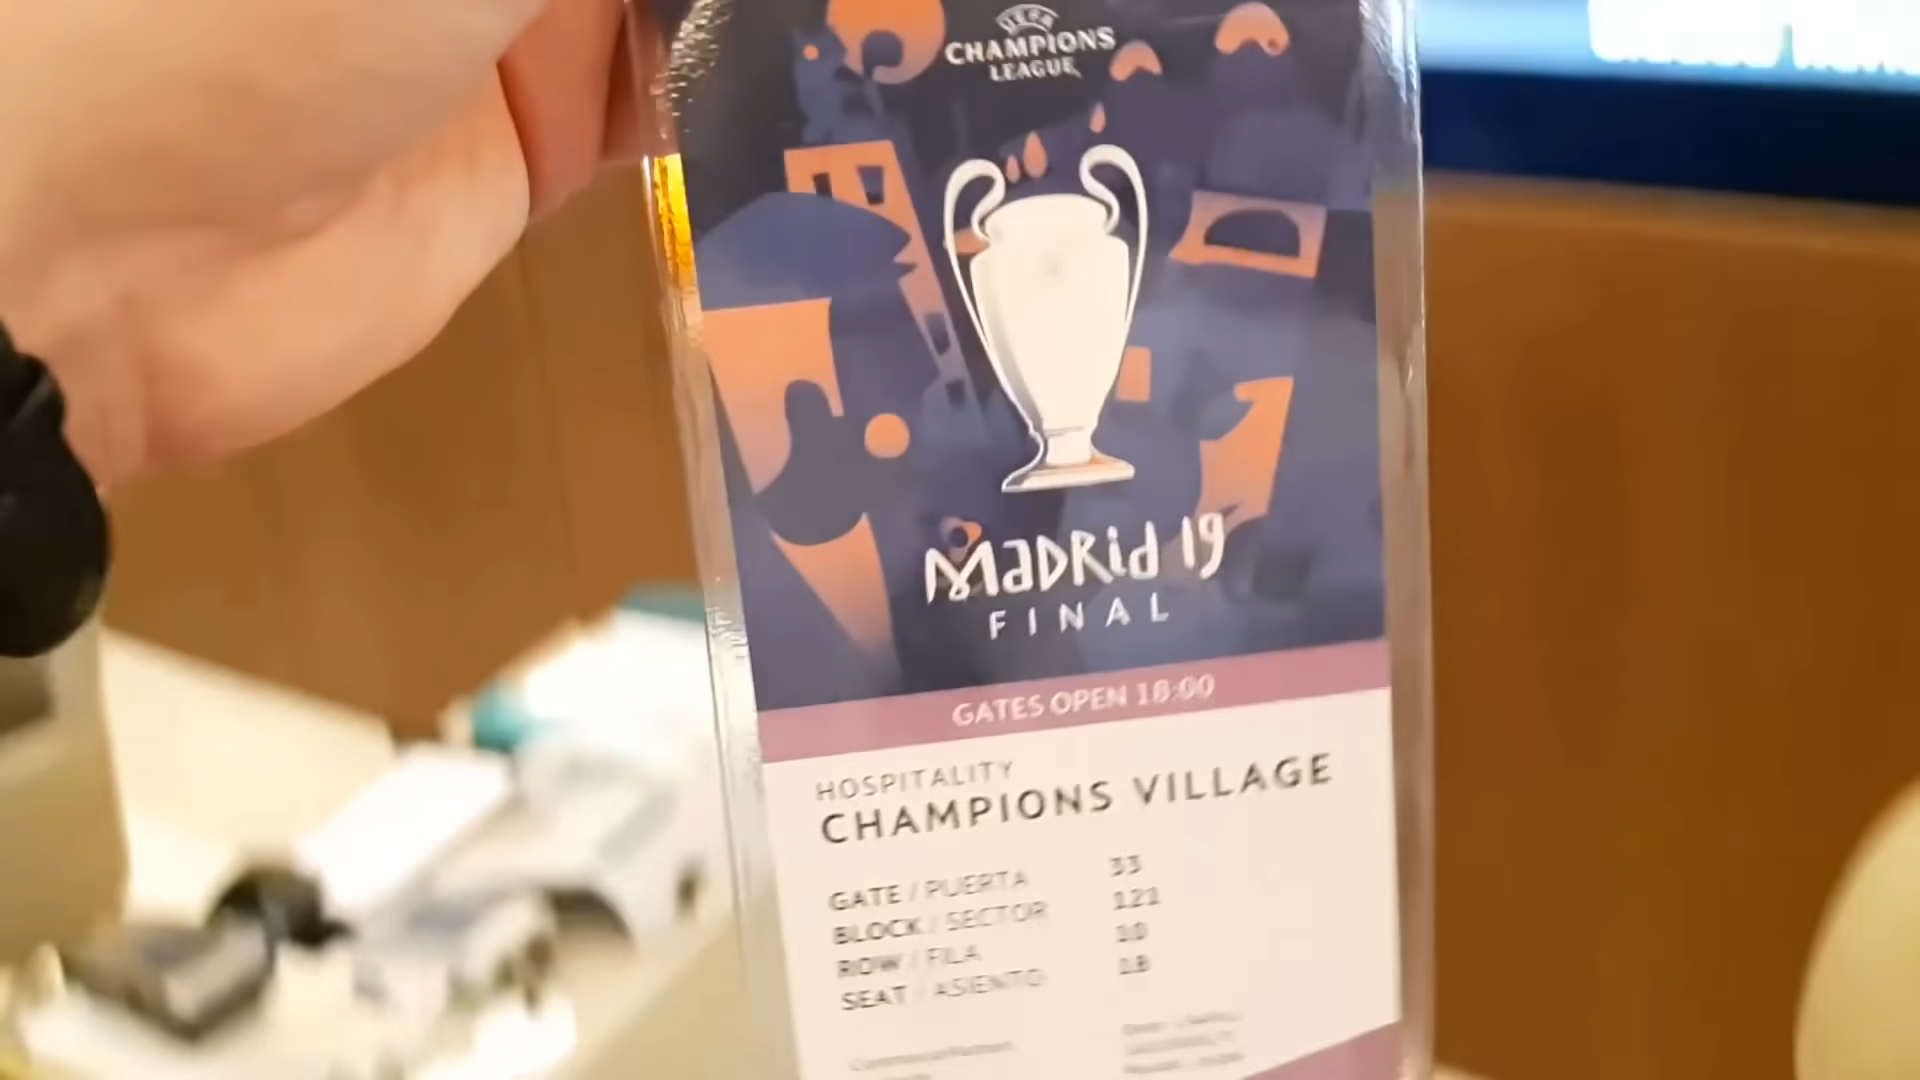 UEFA
CHAMPIONS
LEAGUE
MADRID 19
FINAL
GATES OPEN 18:00
HOSPITALITY
CHAMPIONS VILLAGE
GATE / PUERTA 33
BLOCK / SECTOR 121
ROW / FILA 10
SEAT / ASIENTO 18